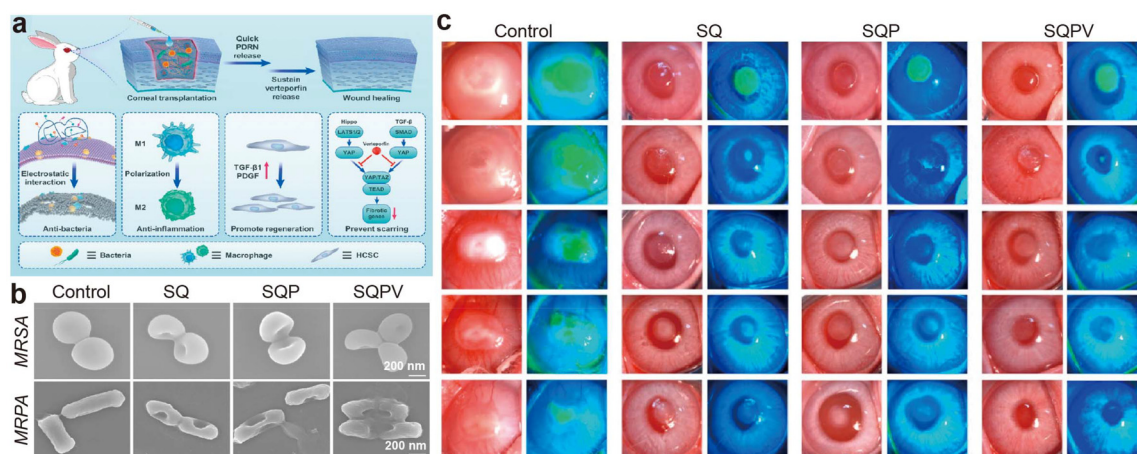 a
Corneal transplantation
Quick
PDRN
release
Sustain
verteporfin
release
Wound healing
Electrostatic
interaction
Anti-bacteria
M1
Polarization
M2
Anti-inflammation
TGF-β1
PDGF
Promote regeneration
Hippo
LATS1/2
YAP
TGF-β
SMAD
YAP
Verteporfin
YAP/TAZ
TEAD
Fibrotic
genes
Prevent scarring
≡ Bacteria
≡ Macrophage
≡ HCSC
b
Control SQ SQP SQPV
MRSA
200 nm
MRPA
200 nm
c
Control SQ SQP SQPV